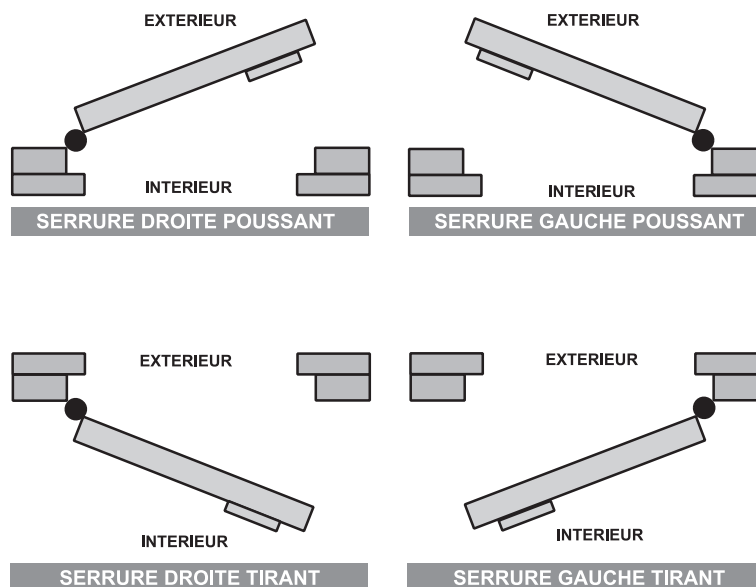 EXTERIEUR
EXTERIEUR
INTERIEUR
INTERIEUR
SERRURE DROITE POUSSANT
SERRURE GAUCHE POUSSANT
EXTERIEUR
EXTERIEUR
INTERIEUR
INTERIEUR
SERRURE DROITE TIRANT
SERRURE GAUCHE TIRANT